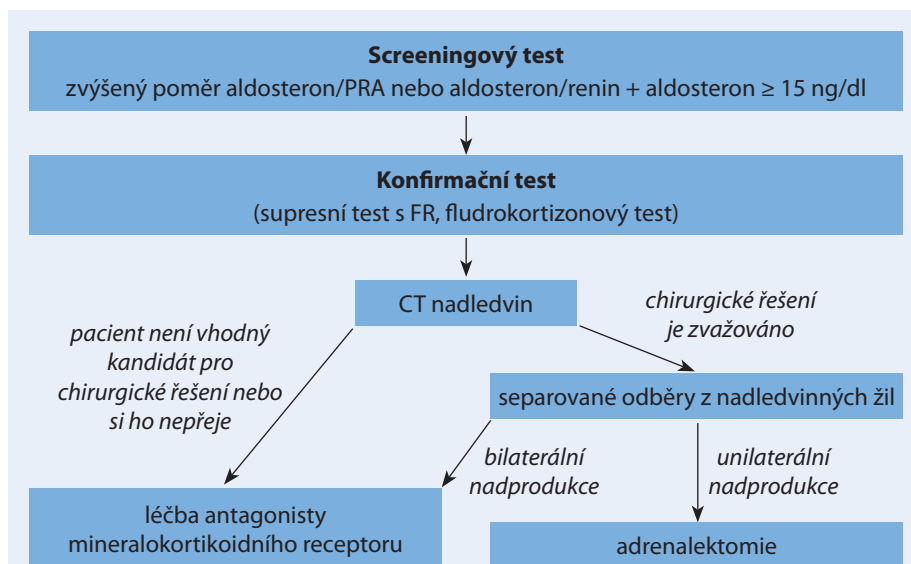 Screeningový test
zvýšený poměr aldosteron/PRA nebo aldosteron/renin + aldosteron ≥ 15 ng/dl
Konfirmační test
(supresní test s FR, fludrokortizonový test)
CT nadledvin
chirurgické řešení
je zvažováno
pacient není vhodný
kandidát pro
chirurgické řešení nebo
si ho nepřeje
separované odběry z nadledvinných žil
bilaterální
nadprodukce
unilaterální
nadprodukce
léčba antagonisty
mineralokortikoidního receptoru
adrenalektomie